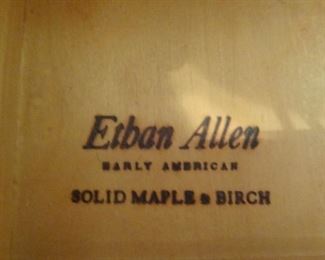 Ethan Allen
EARLY AMERICAN
SOLID MAPLE & BIRCH